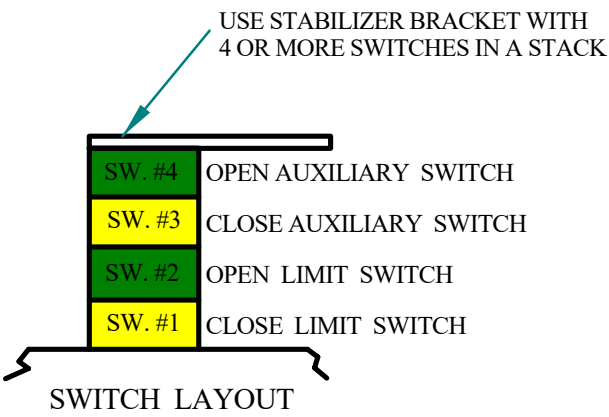 USE STABILIZER BRACKET WITH
4 OR MORE SWITCHES IN A STACK
SW. #4 OPEN AUXILIARY SWITCH
SW. #3 CLOSE AUXILIARY SWITCH
SW. #2 OPEN LIMIT SWITCH
SW. #1 CLOSE LIMIT SWITCH
SWITCH LAYOUT